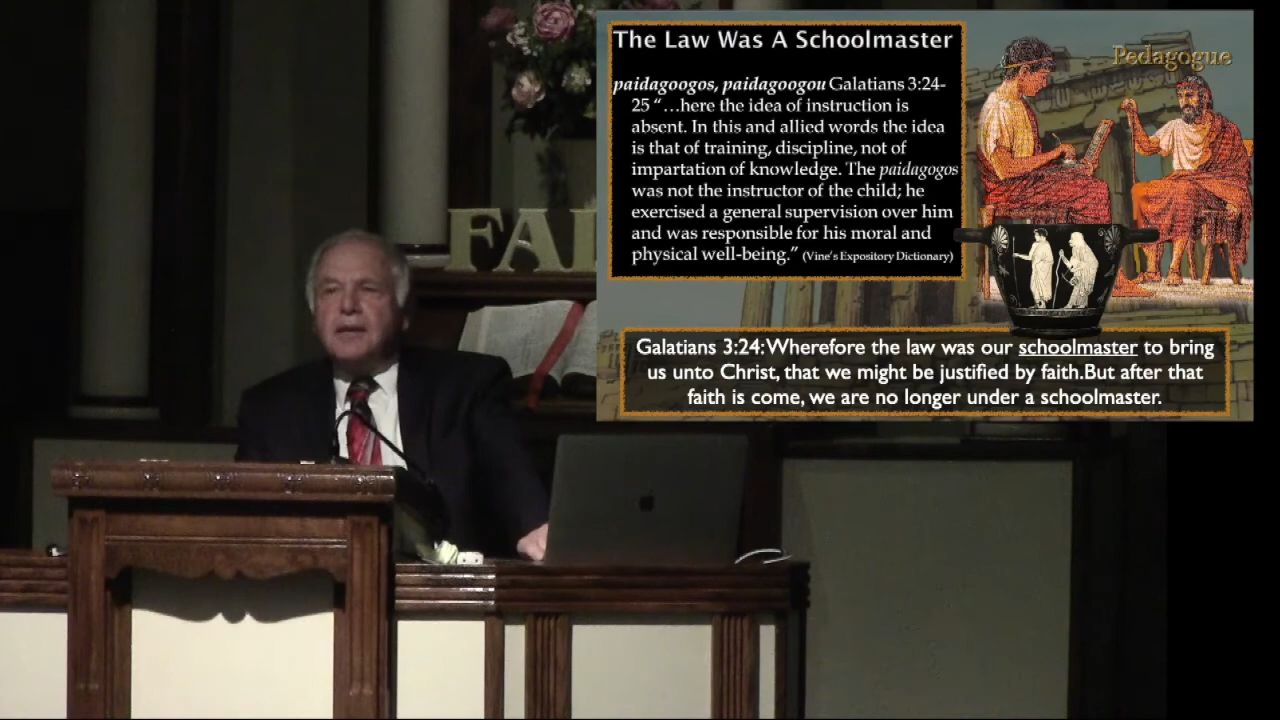 The Law Was A Schoolmaster
paidagoogos, paidagoogou Galatians 3:24-
25 “…here the idea of instruction is
absent. In this and allied words the idea
is that of training, discipline, not of
impartation of knowledge. The paidagogos
was not the instructor of the child; he
exercised a general supervision over him
and was responsible for his moral and
physical well-being.” (Vine’s Expository Dictionary)
Pedagogue
FAI
Galatians 3:24:Wherefore the law was our schoolmaster to bring
us unto Christ, that we might be justified by faith.But after that
faith is come, we are no longer under a schoolmaster.